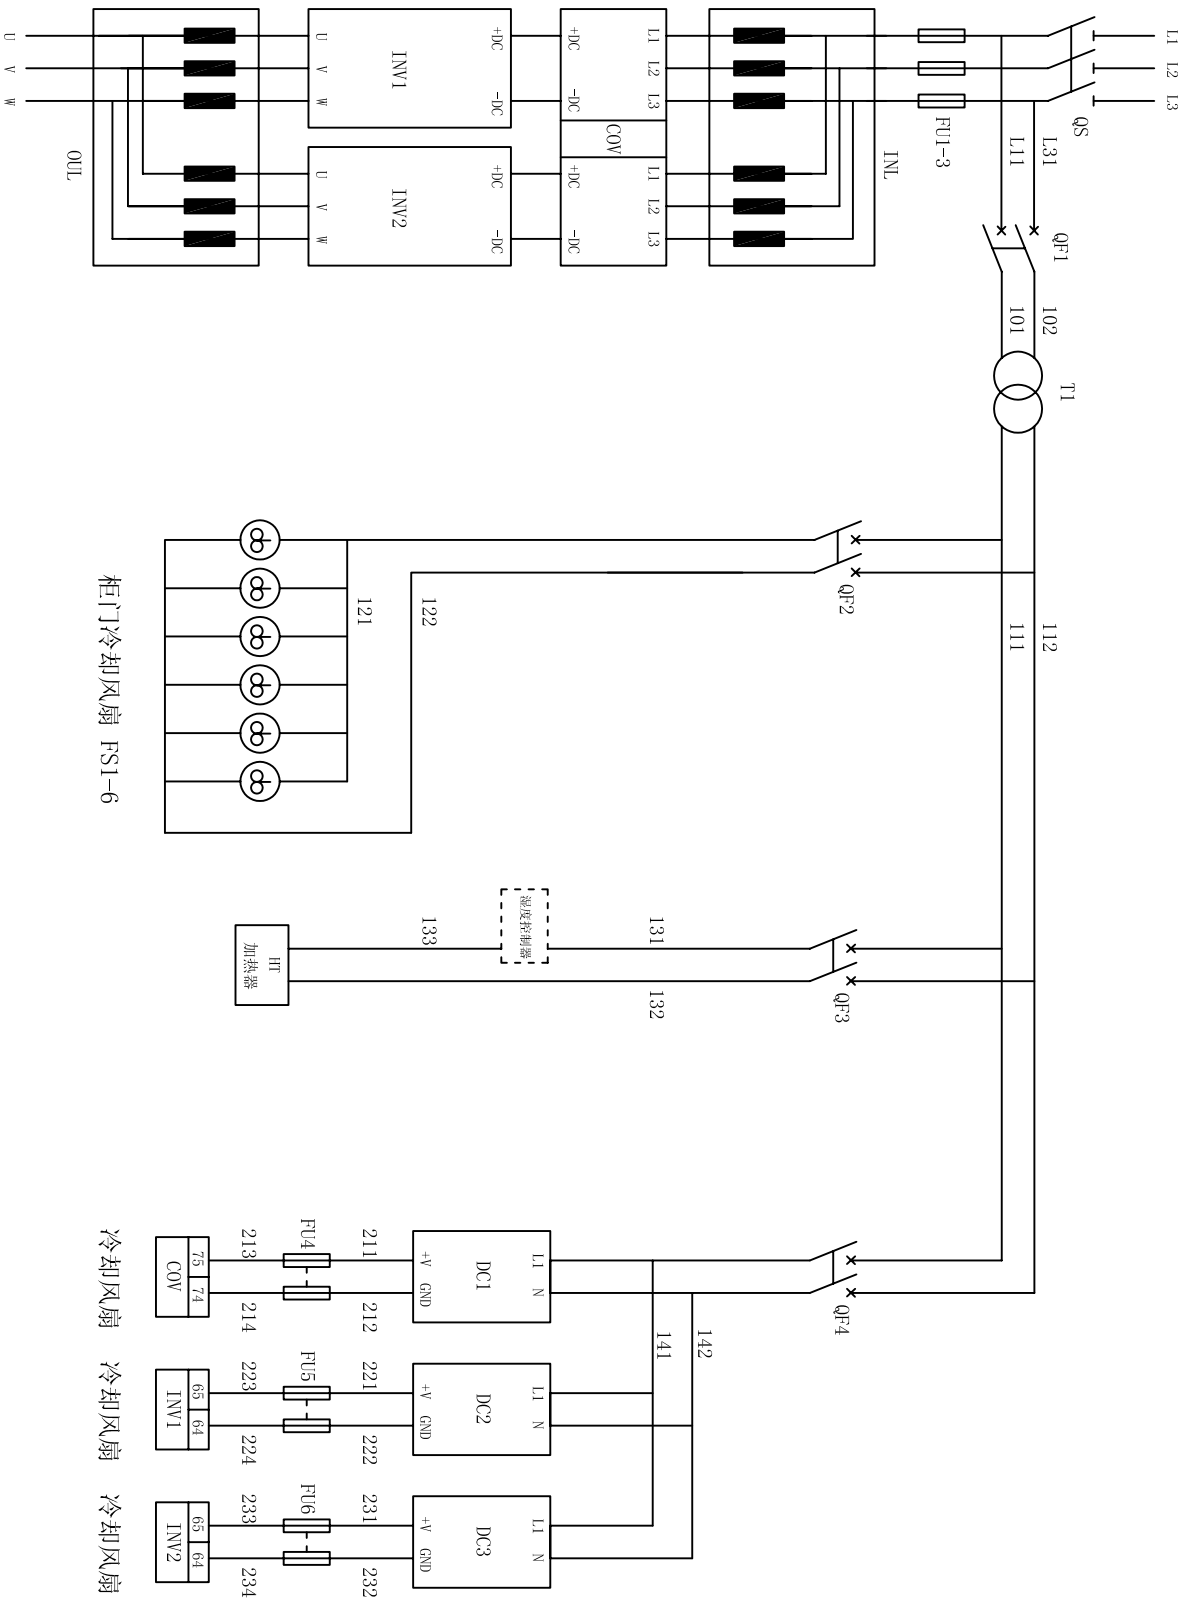 L1
L2
L3
QS
L11
L31
FU1-3
INL
L1
L2
L3
L1
L2
L3
COV
+DC
-DC
+DC
-DC
+DC
-DC
+DC
-DC
INV1
INV2
U
V
W
U
V
W
OUL
U
V
W
QF1
101
102
T1
111
112
QF2
121
122
柜门冷却风扇 FS1-6
QF3
131
132
湿度控制器
133
HT
加热器
QF4
141
142
L1
N
DC1
+V
GND
211
212
FU4
213
214
75
74
COV
冷却风扇
L1
N
DC2
+V
GND
221
222
FU5
223
224
65
64
INV1
冷却风扇
L1
N
DC3
+V
GND
231
232
FU6
233
234
65
64
INV2
冷却风扇